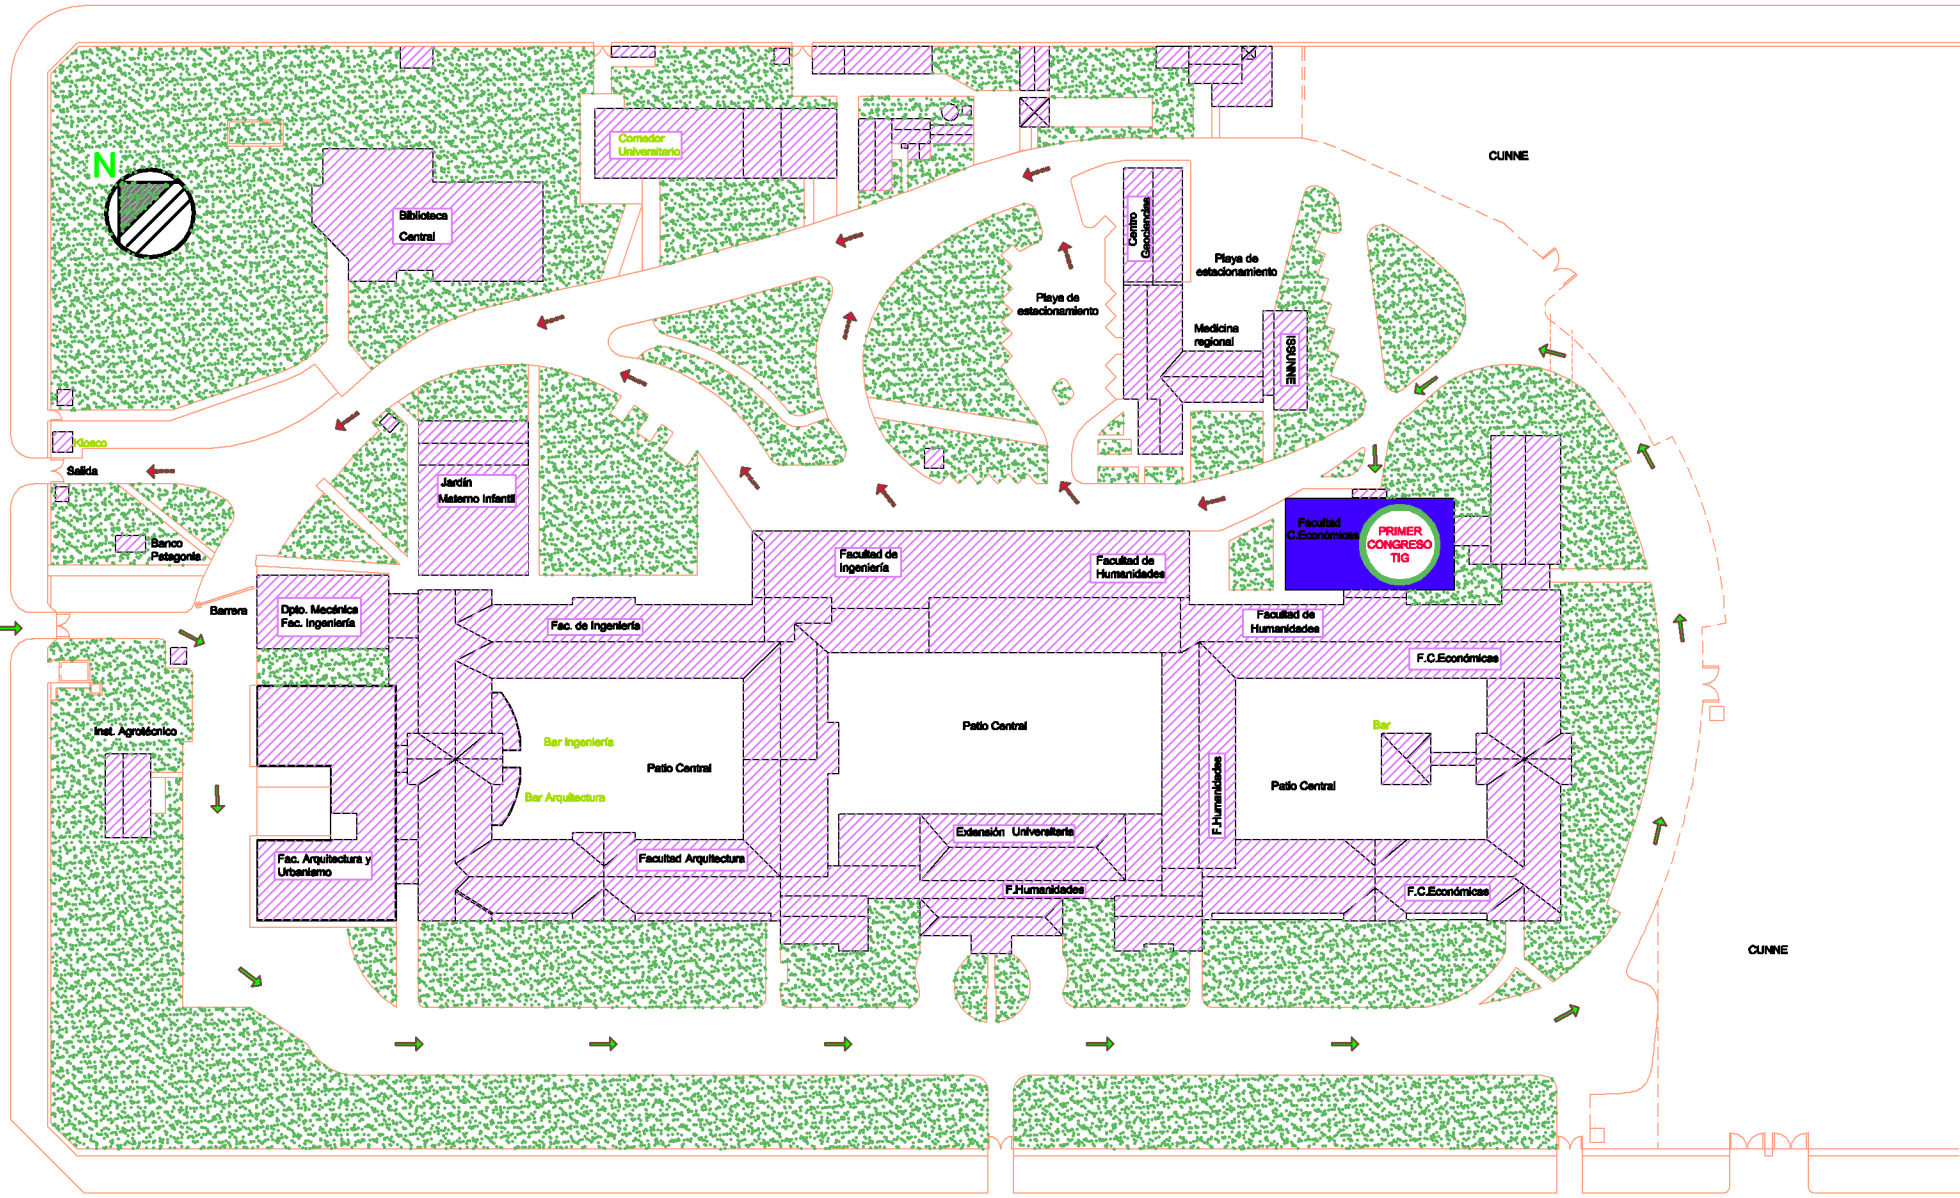 CUNNE
Comedor
Universitario
N
Biblioteca
Central
Centro
Geociencias
Playa de
estacionamiento
Playa de
estacionamiento
Medicina
regional
ISSUNNE
Kiosco
Salida
Jardín
Materno Infantil
Banco
Patagonia
Facultad
C.Económicas
PRIMER
CONGRESO
TIG
Facultad de
Ingeniería
Facultad de
Humanidades
Barrera
Dpto. Mecánica
Fac. Ingeniería
Fac. de Ingeniería
Facultad de
Humanidades
F.C.Económicas
Inst. Agrotécnico
Bar Ingeniería
Patio Central
Patio Central
Bar
F.Humanidades
Patio Central
Bar Arquitectura
Extensión Universitaria
Fac. Arquitectura y
Urbanismo
Facultad Arquitectura
F.Humanidades
F.C.Económicas
CUNNE